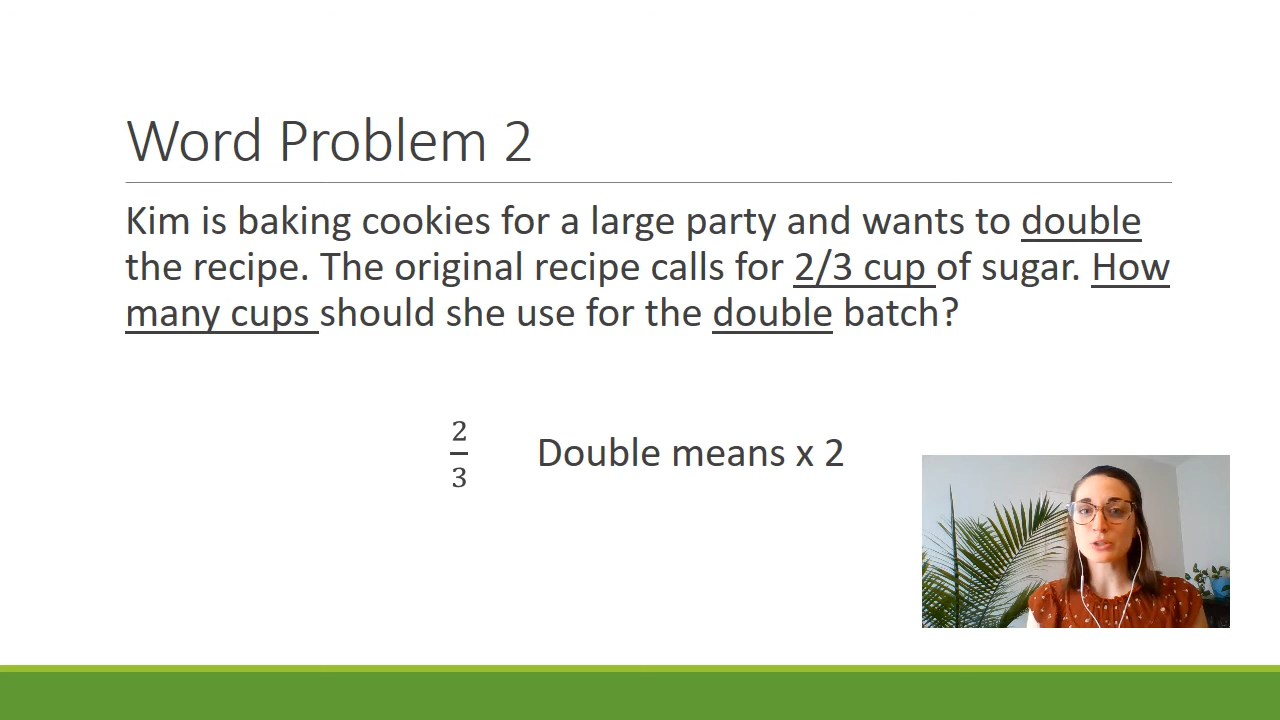 Word Problem 2
Kim is baking cookies for a large party and wants to double
the recipe. The original recipe calls for 2/3 cup of sugar. How
many cups should she use for the double batch?
2
3
Double means x 2